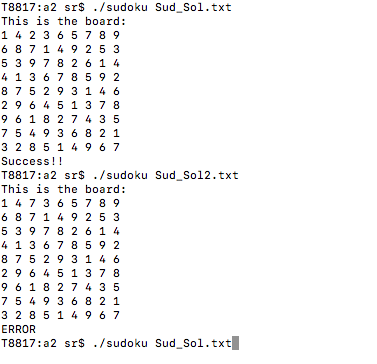 T8817:a2 sr$ ./sudoku Sud_Sol.txt
This is the board:
1 4 2 3 6 5 7 8 9
6 8 7 1 4 9 2 5 3
5 3 9 7 8 2 6 1 4
4 1 3 6 7 8 5 9 2
8 7 5 2 9 3 1 4 6
2 9 6 4 5 1 3 7 8
9 6 1 8 2 7 4 3 5
7 5 4 9 3 6 8 2 1
3 2 8 5 1 4 9 6 7
Success!!
T8817:a2 sr$ ./sudoku Sud_Sol2.txt
This is the board:
1 4 7 3 6 5 7 8 9
6 8 7 1 4 9 2 5 3
5 3 9 7 8 2 6 1 4
4 1 3 6 7 8 5 9 2
8 7 5 2 9 3 1 4 6
2 9 6 4 5 1 3 7 8
9 6 1 8 2 7 4 3 5
7 5 4 9 3 6 8 2 1
3 2 8 5 1 4 9 6 7
ERROR
T8817:a2 sr$ ./sudoku Sud_Sol.txt